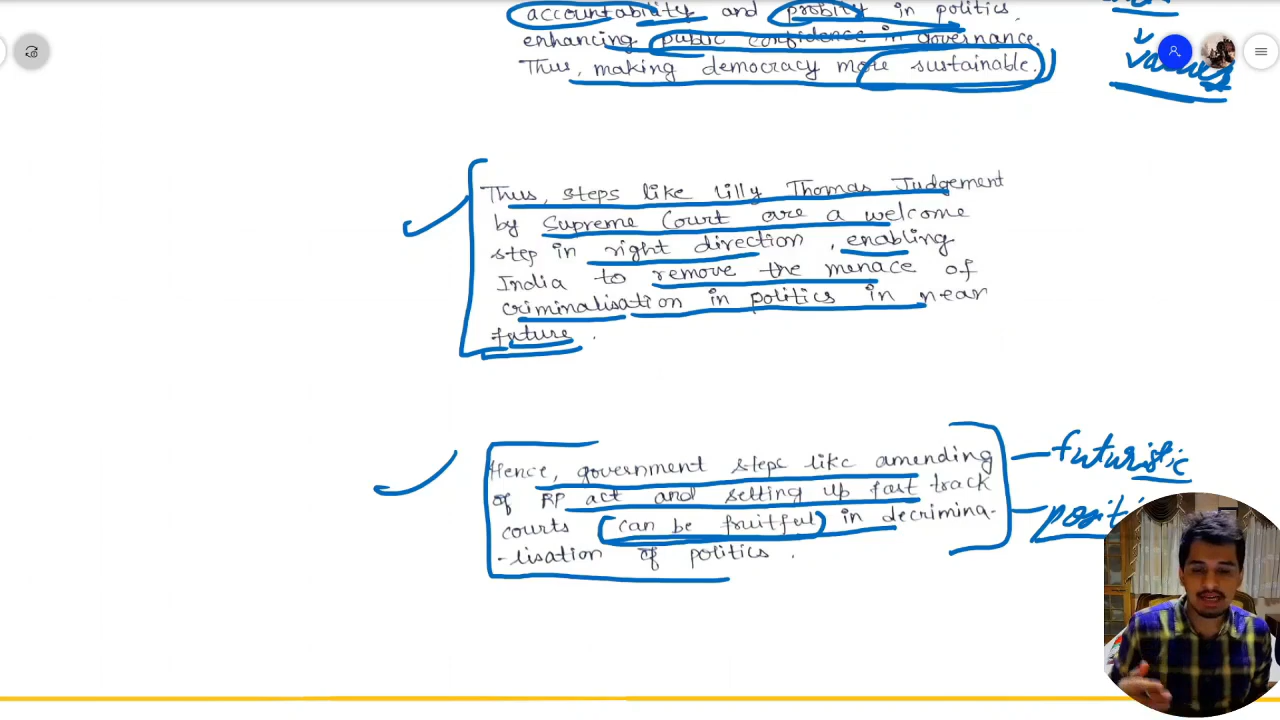 accountability and probity in politics,
enhancing public confidence in governance.
Thus, making democracy more sustainable.
values
Thus, steps like Lilly Thomas Judgement
by Supreme Court are a welcome
step in right direction, enabling
India to remove the menace of
criminalisation in politics in near
future.
Hence, government steps like amending
of RP act and setting up fast track
courts can be fruitful in decrimina-
-lisation of politics.
futuristic